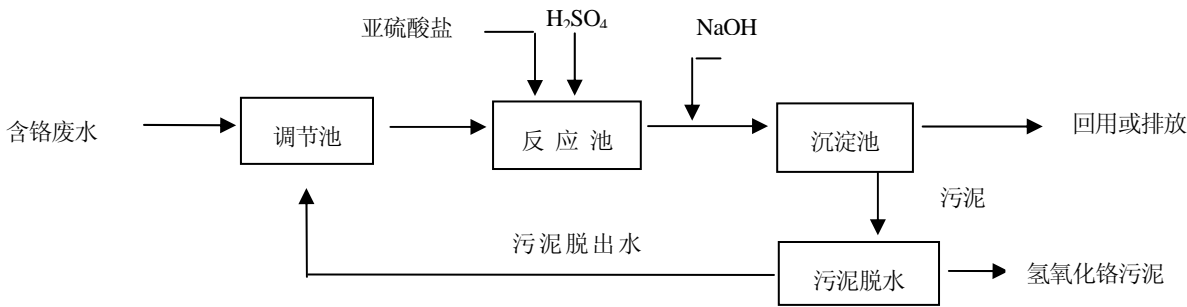 亚硫酸盐
H₂SO₄
NaOH
含铬废水
调节池
反 应 池
沉淀池
回用或排放
污泥
污泥脱出水
污泥脱水
氢氧化铬污泥